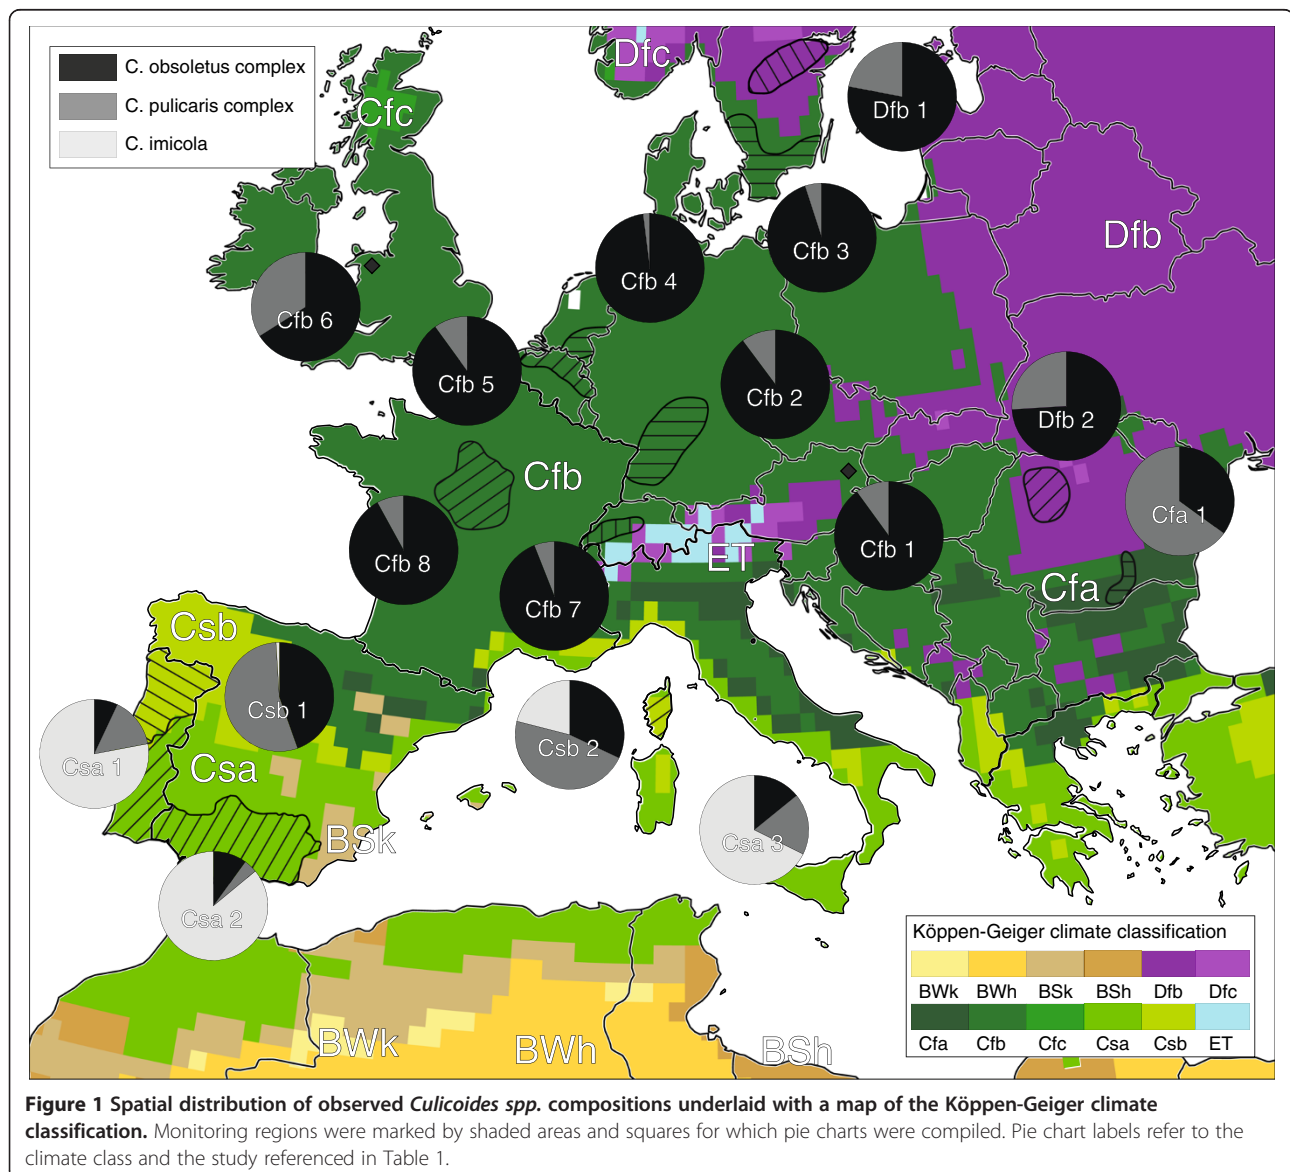 C. obsoletus complex
C. pulicaris complex
C. imicola
Dfc
Cfc
Dfb 1
Dfb
Cfb 3
Cfb 4
Cfb 6
Cfb 5
Cfb 2
Dfb 2
Cfb
Cfa 1
Cfb 8
Cfb 1
ET
Cfb 7
Cfa
Csb
Csb 1
Csb 2
Csa 1
Csa
BSk
Csa 3
Csa 2
BWk
BWh
BSh
Köppen-Geiger climate classification
BWk BWh BSk BSh Dfb Dfc
Cfa Cfb Cfc Csa Csb ET
Figure 1 Spatial distribution of observed Culicoides spp. compositions underlaid with a map of the Köppen-Geiger climate
classification. Monitoring regions were marked by shaded areas and squares for which pie charts were compiled. Pie chart labels refer to the
climate class and the study referenced in Table 1.